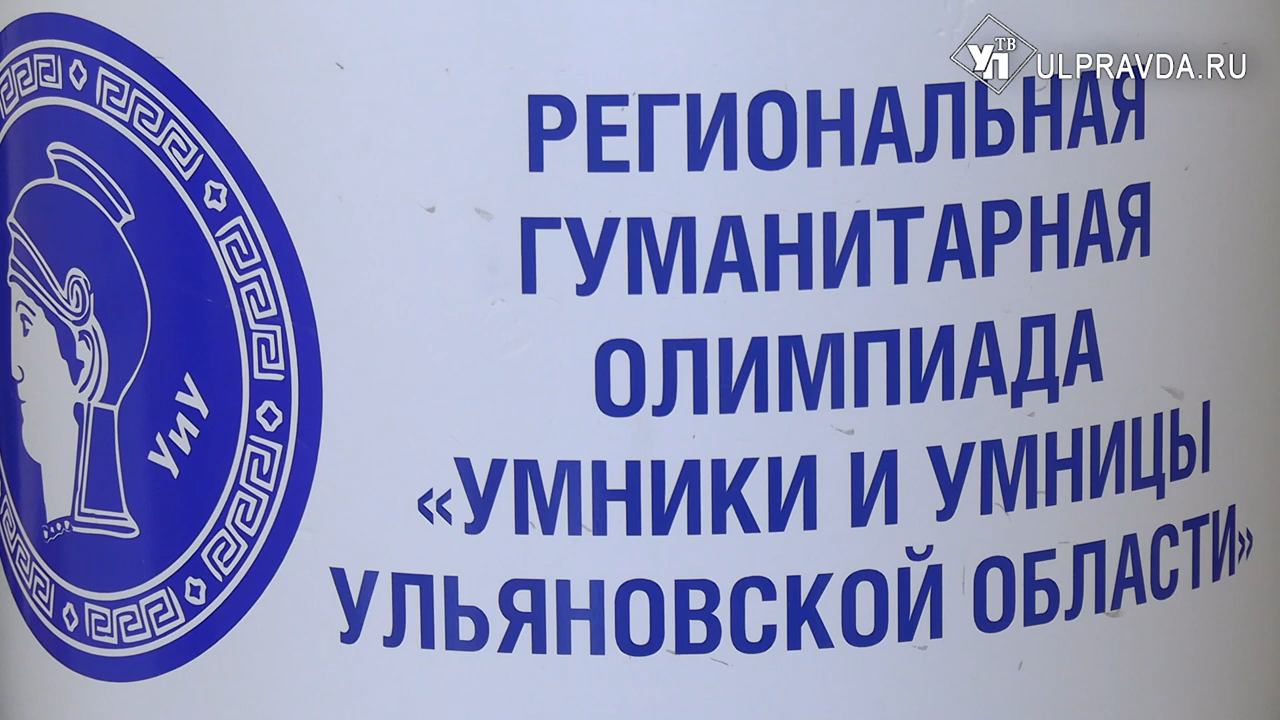 УП ТВ ULPRAVDA.RU
РЕГИОНАЛЬНАЯ
ГУМАНИТАРНАЯ
ОЛИМПИАДА
«УМНИКИ И УМНИЦЫ
УЛЬЯНОВСКОЙ ОБЛАСТИ»
УиУ